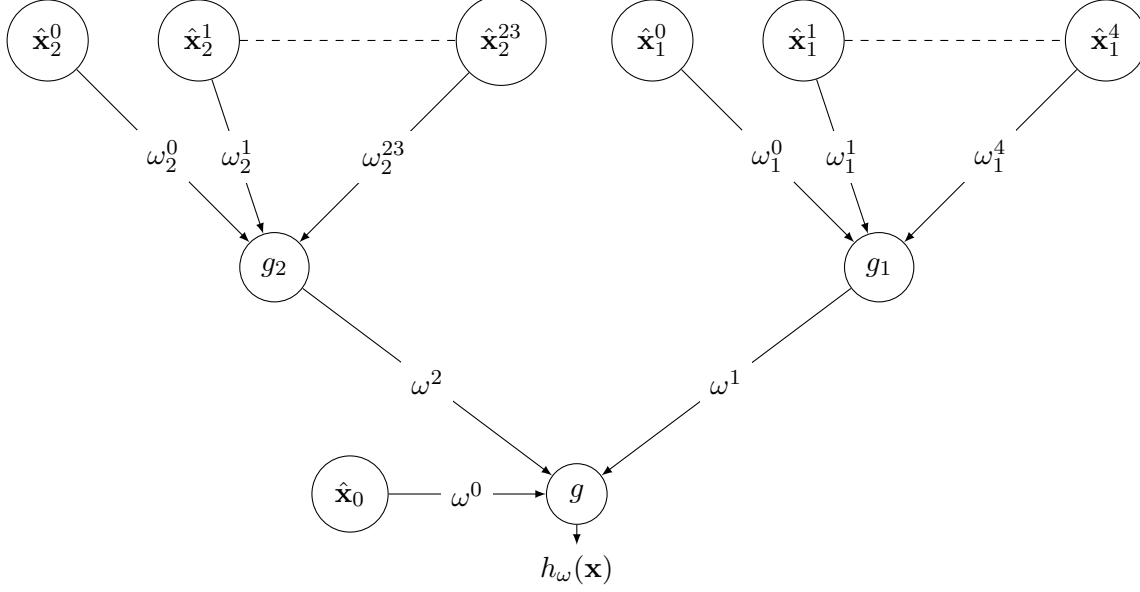 x̂₂⁰ x̂₂¹ x̂₂²³ x̂₁⁰ x̂₁¹ x̂₁⁴
ω₂⁰ ω₂¹ ω₂²³ ω₁⁰ ω₁¹ ω₁⁴
g₂ g₁
ω² ω¹
x̂₀ ω⁰ g
h_ω(x)